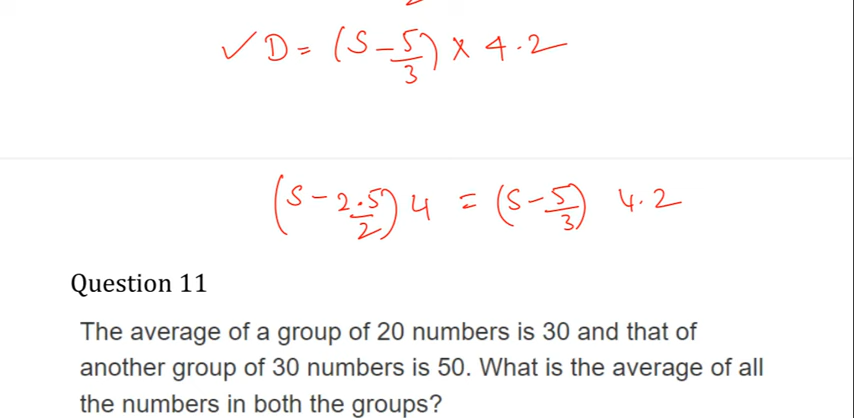 ✓ D = (S - 5/3) × 4.2
(S - 2.5/2) 4 = (S - 5/3) 4.2
Question 11
The average of a group of 20 numbers is 30 and that of
another group of 30 numbers is 50. What is the average of all
the numbers in both the groups?